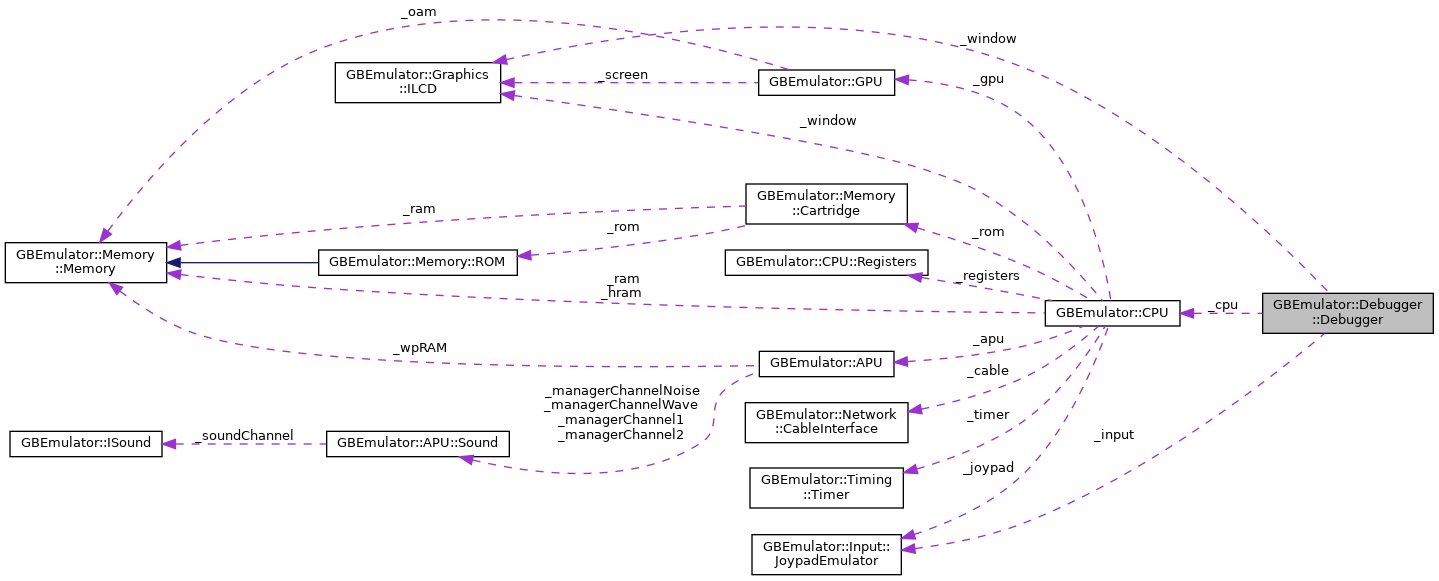 _oam
_window
GBEmulator::Graphics
::ILCD
_screen
GBEmulator::GPU
_gpu
_window
GBEmulator::Memory
::Cartridge
_ram
_rom
_rom
GBEmulator::Memory
::Memory
GBEmulator::Memory::ROM
GBEmulator::CPU::Registers
_registers
_ram
_hram
GBEmulator::CPU
_cpu
GBEmulator::Debugger
::Debugger
_apu
_wpRAM
GBEmulator::APU
_cable
_managerChannelNoise
_managerChannelWave
_managerChannel1
_managerChannel2
GBEmulator::Network
::CableInterface
_timer
GBEmulator::ISound
_soundChannel
GBEmulator::APU::Sound
_input
_joypad
GBEmulator::Timing
::Timer
GBEmulator::Input::
JoypadEmulator